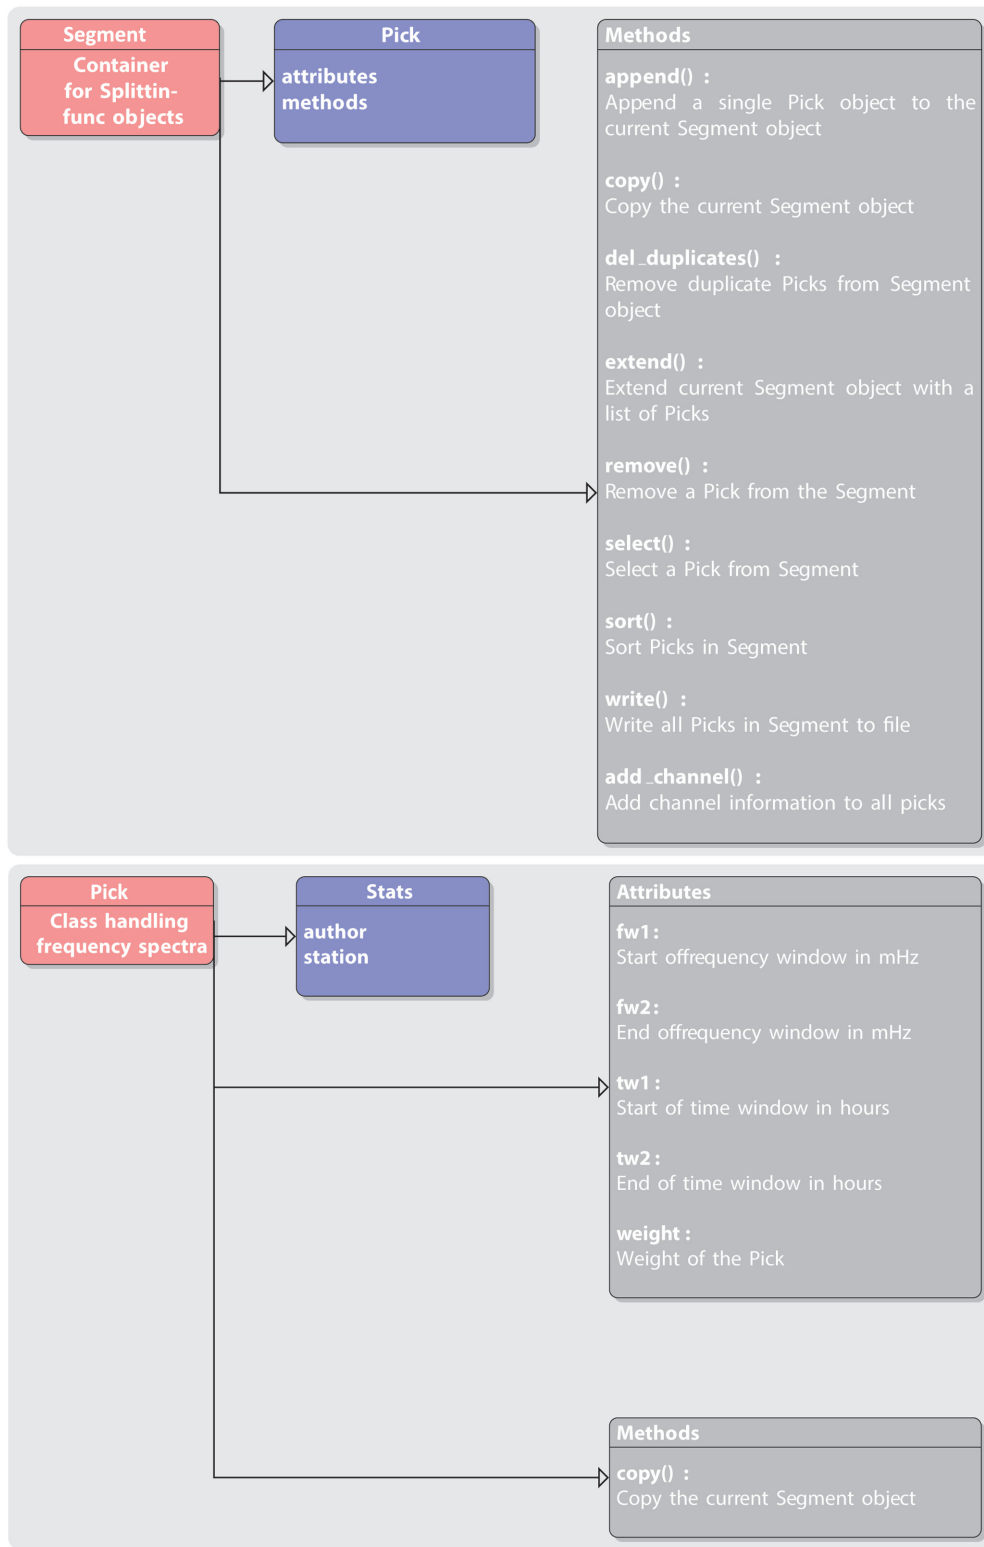 Segment
Container
for Splittin-
func objects
Pick
attributes
methods
Methods
append() :
Append a single Pick object to the
current Segment object
copy() :
Copy the current Segment object
del_duplicates() :
Remove duplicate Picks from Segment
object
extend() :
Extend current Segment object with a
list of Picks
remove() :
Remove a Pick from the Segment
select() :
Select a Pick from Segment
sort() :
Sort Picks in Segment
write() :
Write all Picks in Segment to file
add_channel() :
Add channel information to all picks
Pick
Class handling
frequency spectra
Stats
author
station
Attributes
fw1:
Start offrequency window in mHz
fw2:
End offrequency window in mHz
tw1:
Start of time window in hours
tw2:
End of time window in hours
weight:
Weight of the Pick
Methods
copy() :
Copy the current Segment object